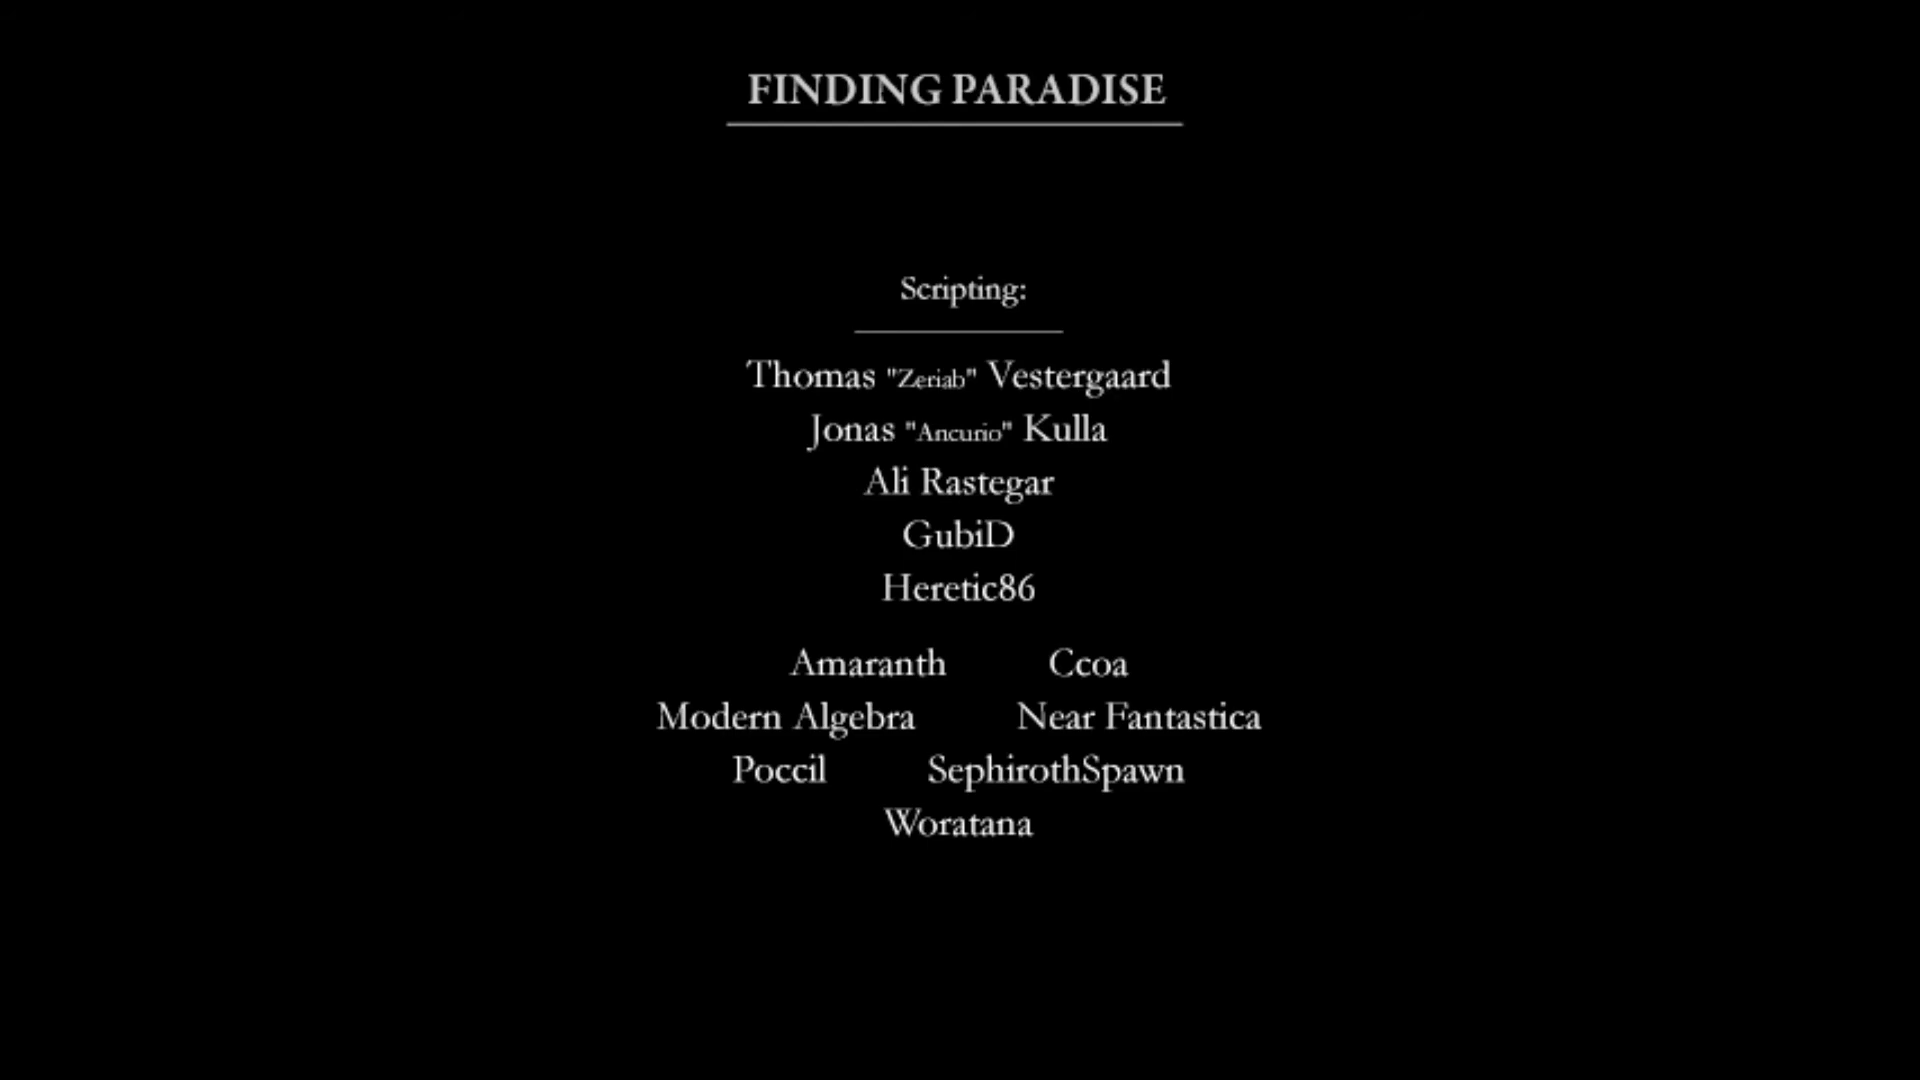 FINDING PARADISE
Scripting:
Thomas "Zeriab" Vestergaard
Jonas "Ancurio" Kulla
Ali Rastegar
GubiD
Heretic86
Amaranth Ccoa
Modern Algebra Near Fantastica
Poccil SephirothSpawn
Woratana